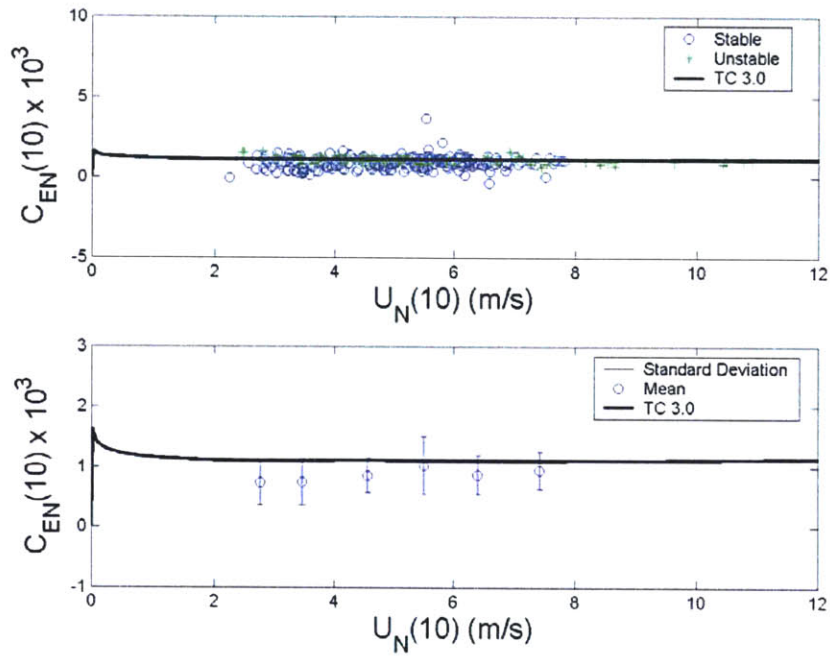 10
5
0
-5
C_EN(10) x 10^3
Stable
Unstable
TC 3.0
0 2 4 6 8 10 12
U_N(10) (m/s)
3
2
1
0
-1
C_EN(10) x 10^3
Standard Deviation
Mean
TC 3.0
0 2 4 6 8 10 12
U_N(10) (m/s)